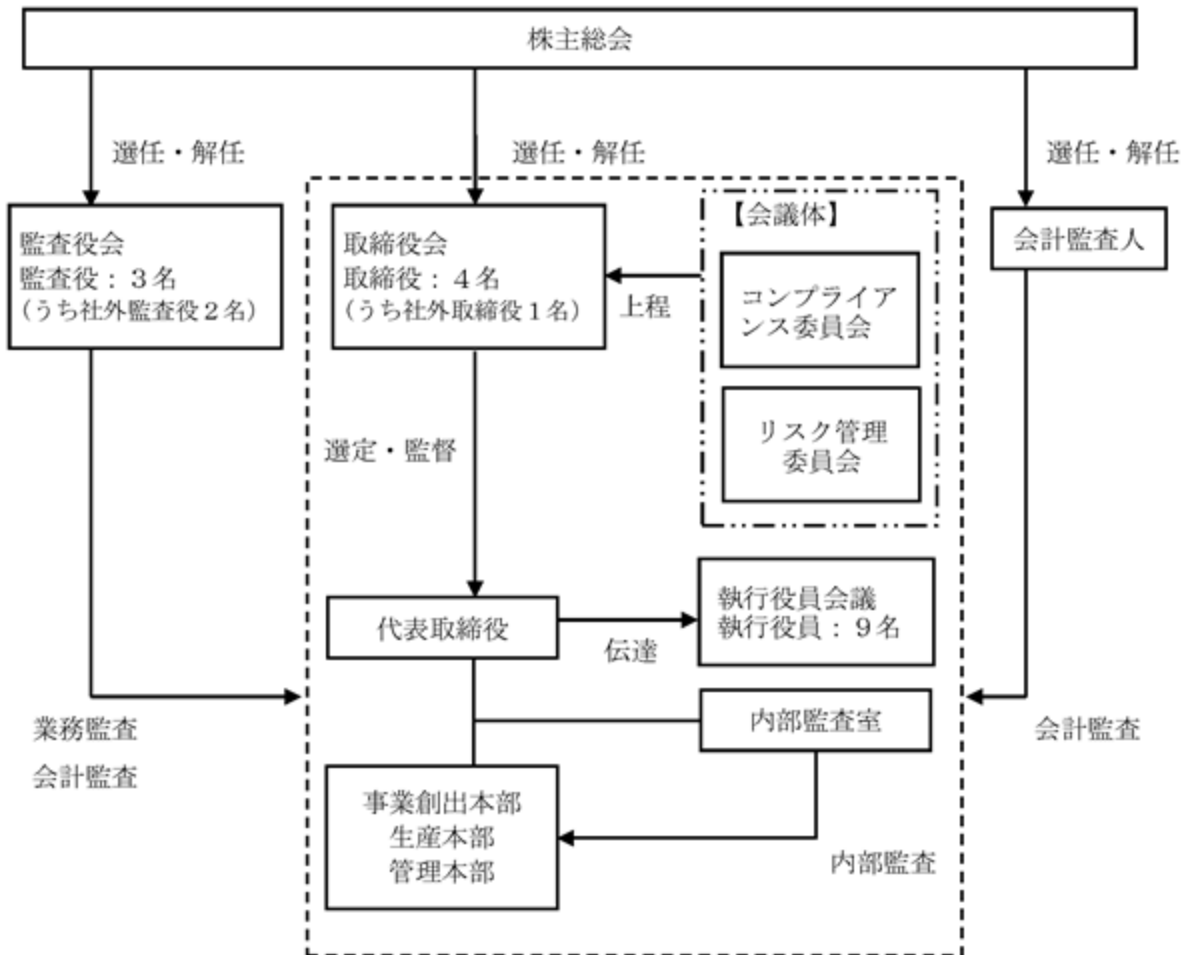 株主総会
選任・解任
選任・解任
選任・解任
監査役会
監査役：３名
（うち社外監査役２名）
取締役会
取締役：４名
（うち社外取締役１名）
上程
【会議体】
コンプライア
ンス委員会
リスク管理
委員会
会計監査人
選定・監督
代表取締役
伝達
執行役員会議
執行役員：９名
業務監査
会計監査
内部監査室
会計監査
事業創出本部
生産本部
管理本部
内部監査